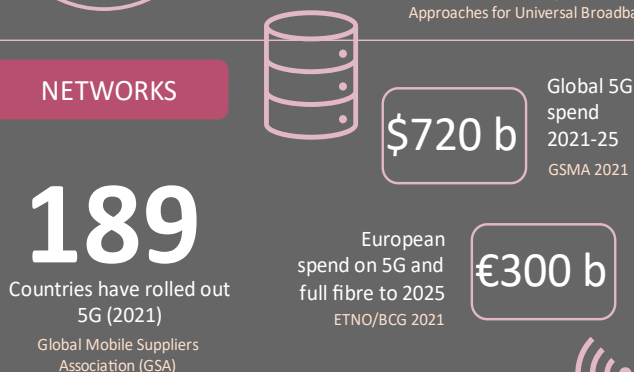 Approaches for Universal Broadba
NETWORKS
$720 b
Global 5G
spend
2021-25
GSMA 2021
189
Countries have rolled out
5G (2021)
Global Mobile Suppliers
Association (GSA)
European
spend on 5G and
full fibre to 2025
ETNO/BCG 2021
€300 b